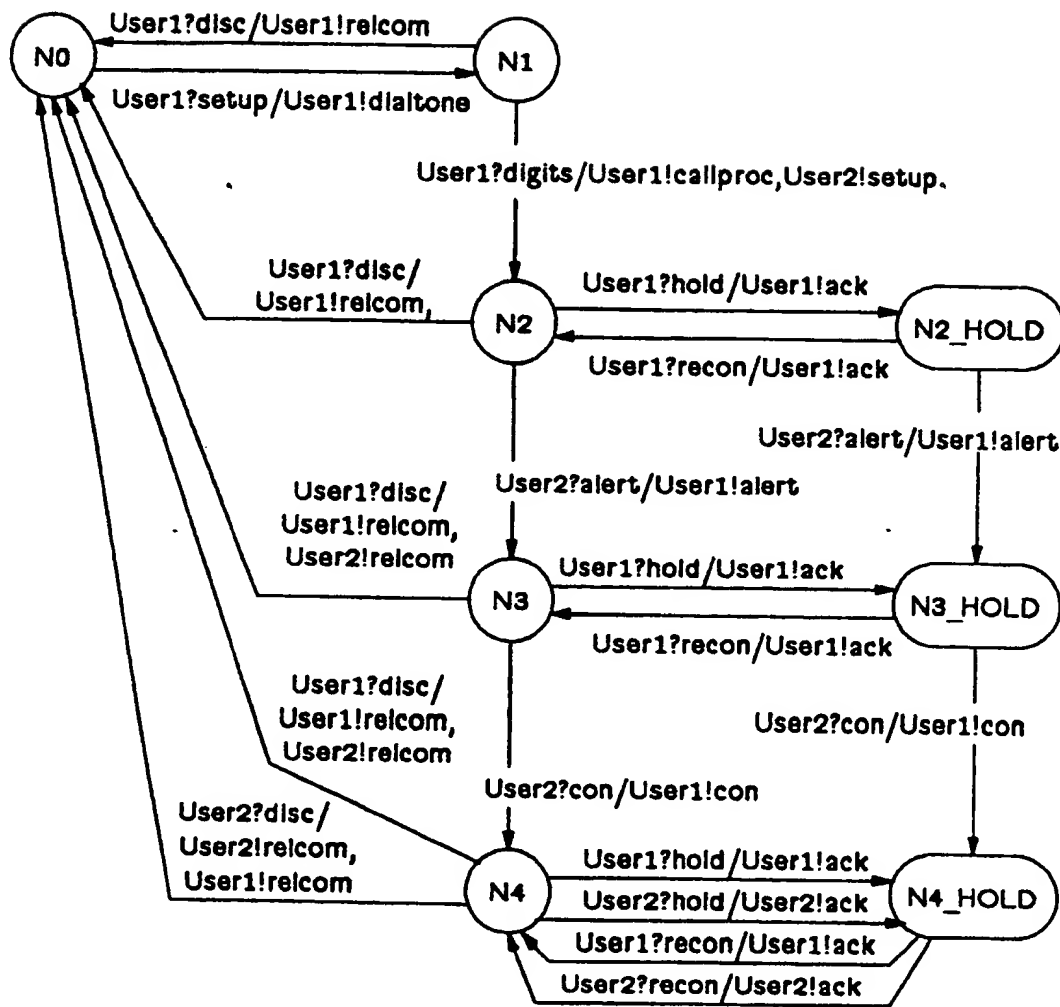 User1?disc/User1!relcom
N0
N1
User1?setup/User1!dialtone
User1?digits/User1!callproc,User2!setup.
User1?disc/
User1!relcom,
User1?hold/User1!ack
N2
N2_HOLD
User1?recon/User1!ack
User2?alert/User1!alert
User2?alert/User1!alert
User1?disc/
User1!relcom,
User2!relcom
User1?hold/User1!ack
N3
N3_HOLD
User1?recon/User1!ack
User1?disc/
User1!relcom,
User2!relcom
User2?con/User1!con
User2?con/User1!con
User2?disc/
User2!relcom,
User1!relcom
User1?hold/User1!ack
N4
User2?hold/User2!ack
N4_HOLD
User1?recon/User1!ack
User2?recon/User2!ack